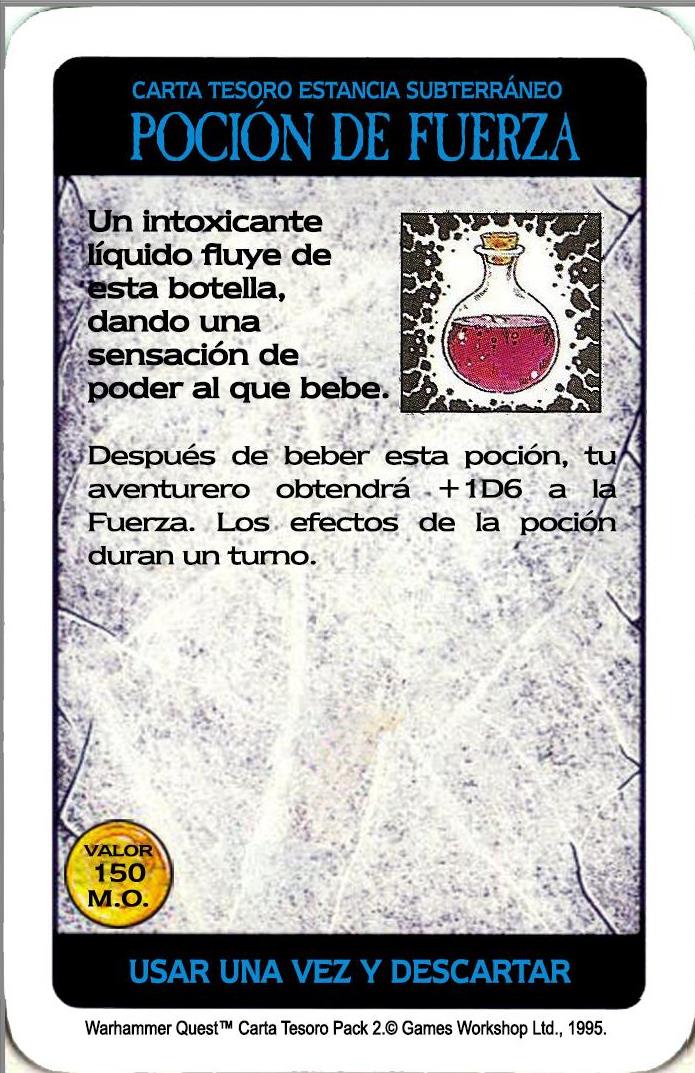 CARTA TESORO ESTANCIA SUBTERRÁNEO
POCIÓN DE FUERZA
Un intoxicante
líquido fluye de
esta botella,
dando una
sensación de
poder al que bebe.
Después de beber esta poción, tu
aventurero obtendrá +1D6 a la
Fuerza. Los efectos de la poción
duran un turno.
VALOR
150
M.O.
USAR UNA VEZ Y DESCARTAR
Warhammer Quest™ Carta Tesoro Pack 2.© Games Workshop Ltd., 1995.